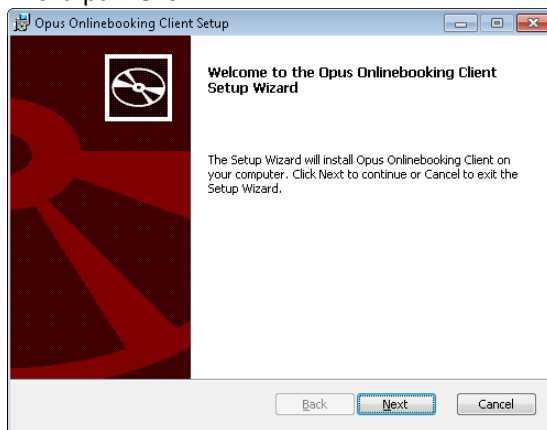 Opus Onlinebooking Client Setup
Welcome to the Opus Onlinebooking Client
Setup Wizard
The Setup Wizard will install Opus Onlinebooking Client on
your computer. Click Next to continue or Cancel to exit the
Setup Wizard.
Back
Next
Cancel